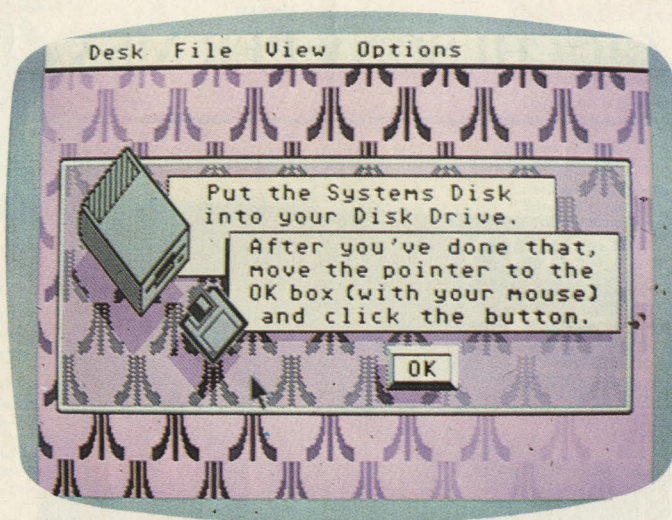 Desk File View Options
Put the Systems Disk
into your Disk Drive.
After you've done that,
move the pointer to the
OK box (with your mouse)
and click the button.
OK